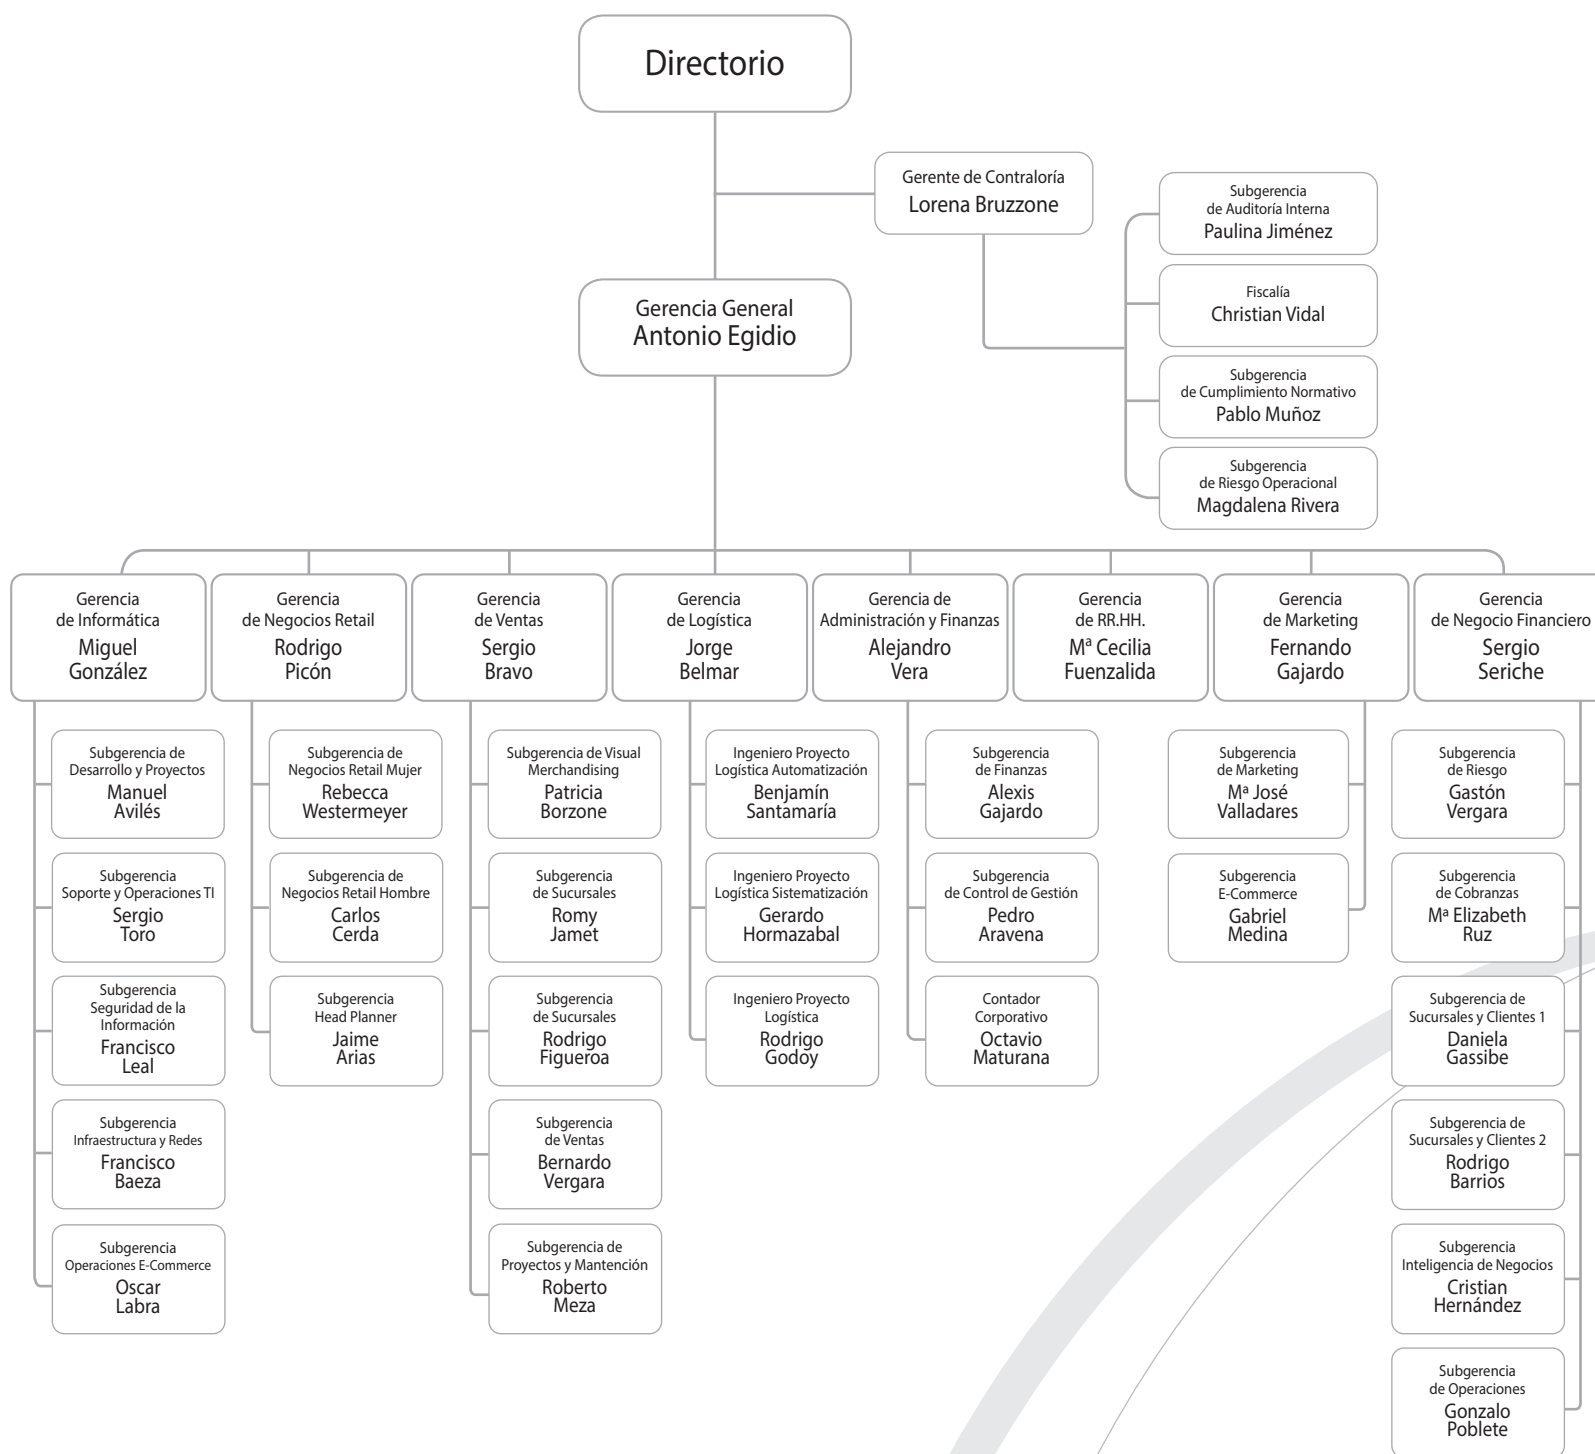 Directorio
Gerente de Contraloría
Lorena Bruzzone
Subgerencia
de Auditoría Interna
Paulina Jiménez
Fiscalía
Christian Vidal
Subgerencia
de Cumplimiento Normativo
Pablo Muñoz
Subgerencia
de Riesgo Operacional
Magdalena Rivera
Gerencia General
Antonio Egidio
Gerencia
de Informática
Miguel
González
Gerencia
de Negocios Retail
Rodrigo
Picón
Gerencia
de Ventas
Sergio
Bravo
Gerencia
de Logística
Jorge
Belmar
Gerencia de
Administración y Finanzas
Alejandro
Vera
Gerencia
de RR.HH.
Mª Cecilia
Fuenzalida
Gerencia
de Marketing
Fernando
Gajardo
Gerencia
de Negocio Financiero
Sergio
Seriche
Subgerencia de
Desarrollo y Proyectos
Manuel
Avilés
Subgerencia
Soporte y Operaciones TI
Sergio
Toro
Subgerencia
Seguridad de la
Información
Francisco
Leal
Subgerencia
Infraestructura y Redes
Francisco
Baeza
Subgerencia
Operaciones E-Commerce
Oscar
Labra
Subgerencia de
Negocios Retail Mujer
Rebecca
Westermeyer
Subgerencia de
Negocios Retail Hombre
Carlos
Cerda
Subgerencia
Head Planner
Jaime
Arias
Subgerencia de Visual
Merchandising
Patricia
Borzone
Subgerencia
de Sucursales
Romy
Jamet
Subgerencia
de Sucursales
Rodrigo
Figueroa
Subgerencia
de Ventas
Bernardo
Vergara
Subgerencia de
Proyectos y Mantención
Roberto
Meza
Ingeniero Proyecto
Logística Automatización
Benjamín
Santamaría
Ingeniero Proyecto
Logística Sistematización
Gerardo
Hormazabal
Ingeniero Proyecto
Logística
Rodrigo
Godoy
Subgerencia
de Finanzas
Alexis
Gajardo
Subgerencia
de Control de Gestión
Pedro
Aravena
Contador
Corporativo
Octavio
Maturana
Subgerencia
de Marketing
Mª José
Valladares
Subgerencia
E-Commerce
Gabriel
Medina
Subgerencia
de Riesgo
Gastón
Vergara
Subgerencia
de Cobranzas
Mª Elizabeth
Ruz
Subgerencia de
Sucursales y Clientes 1
Daniela
Gassibe
Subgerencia de
Sucursales y Clientes 2
Rodrigo
Barrios
Subgerencia
Inteligencia de Negocios
Cristian
Hernández
Subgerencia
de Operaciones
Gonzalo
Poblete